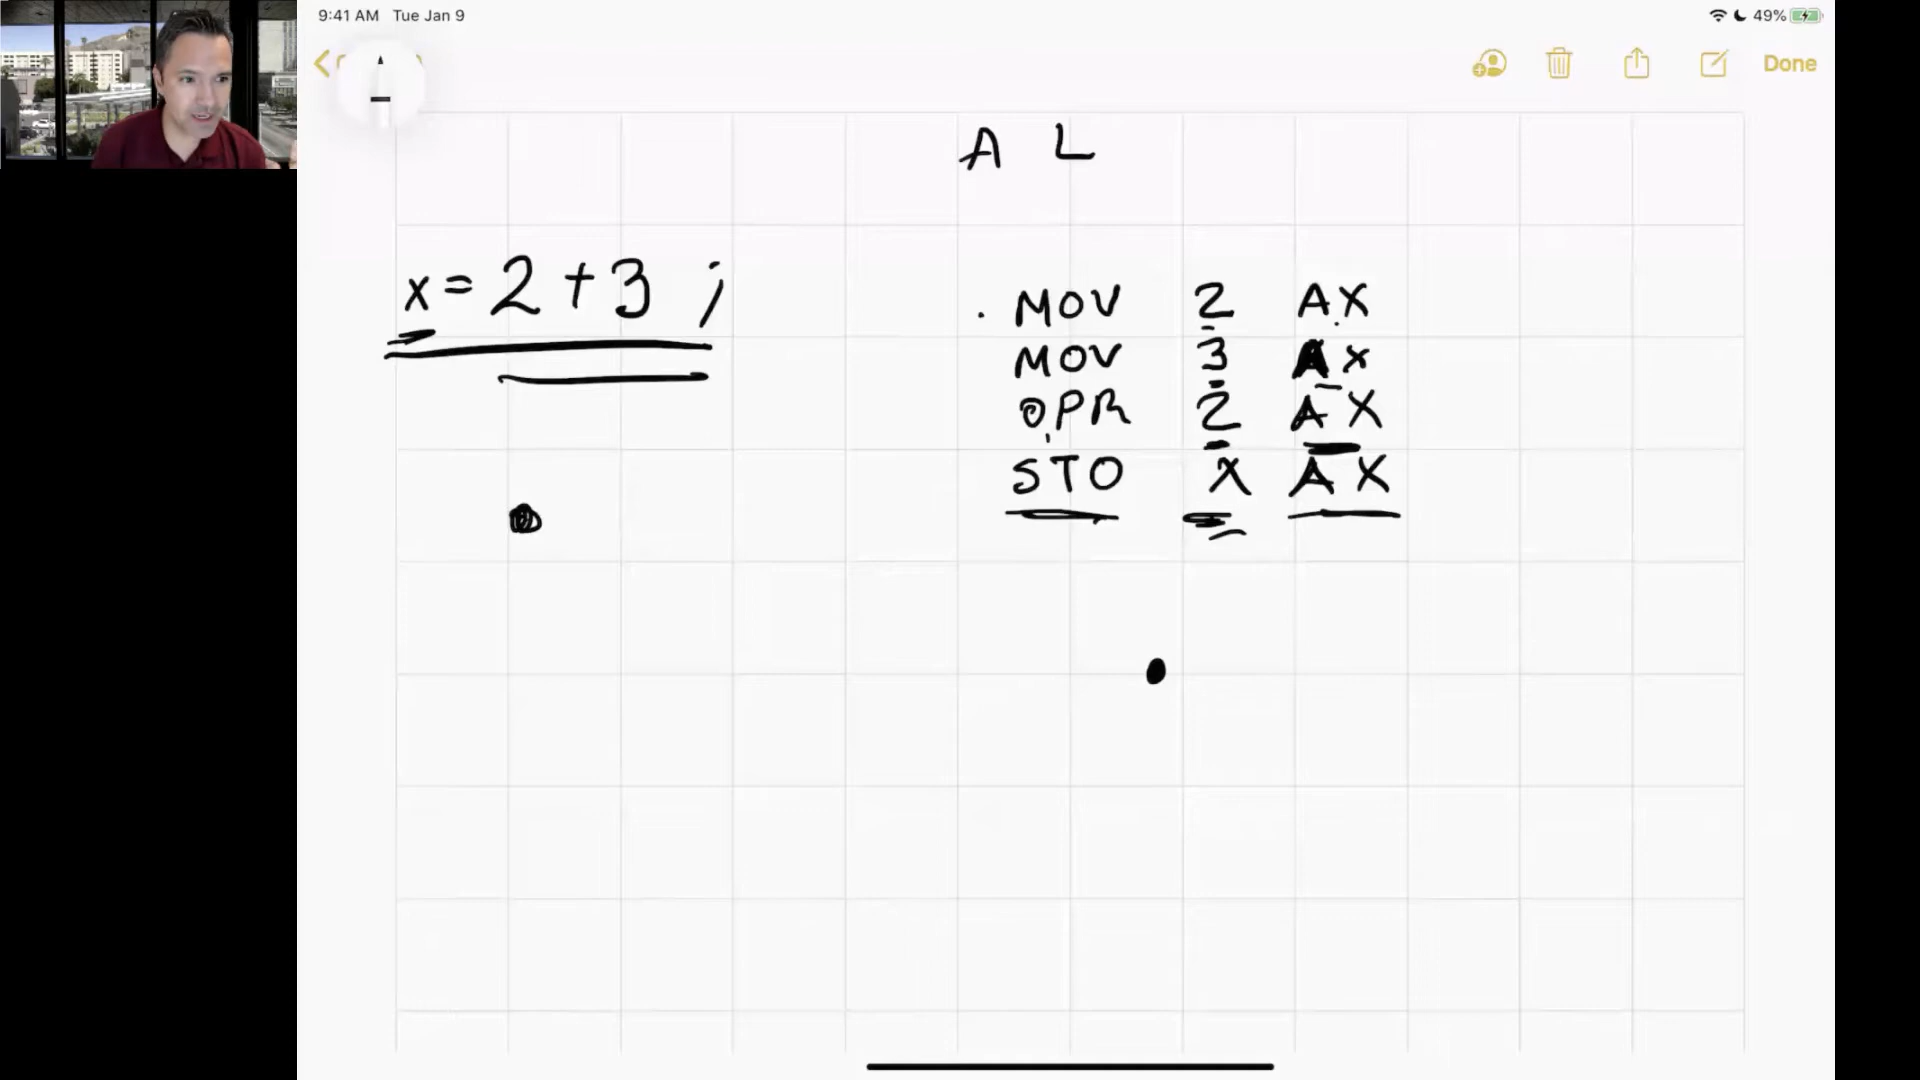 9:41 AM Tue Jan 9
49%
Done
A L
x = 2 + 3 ;
. MOV 2 AX
MOV 3 AX
OPR 2 AX
STO X AX